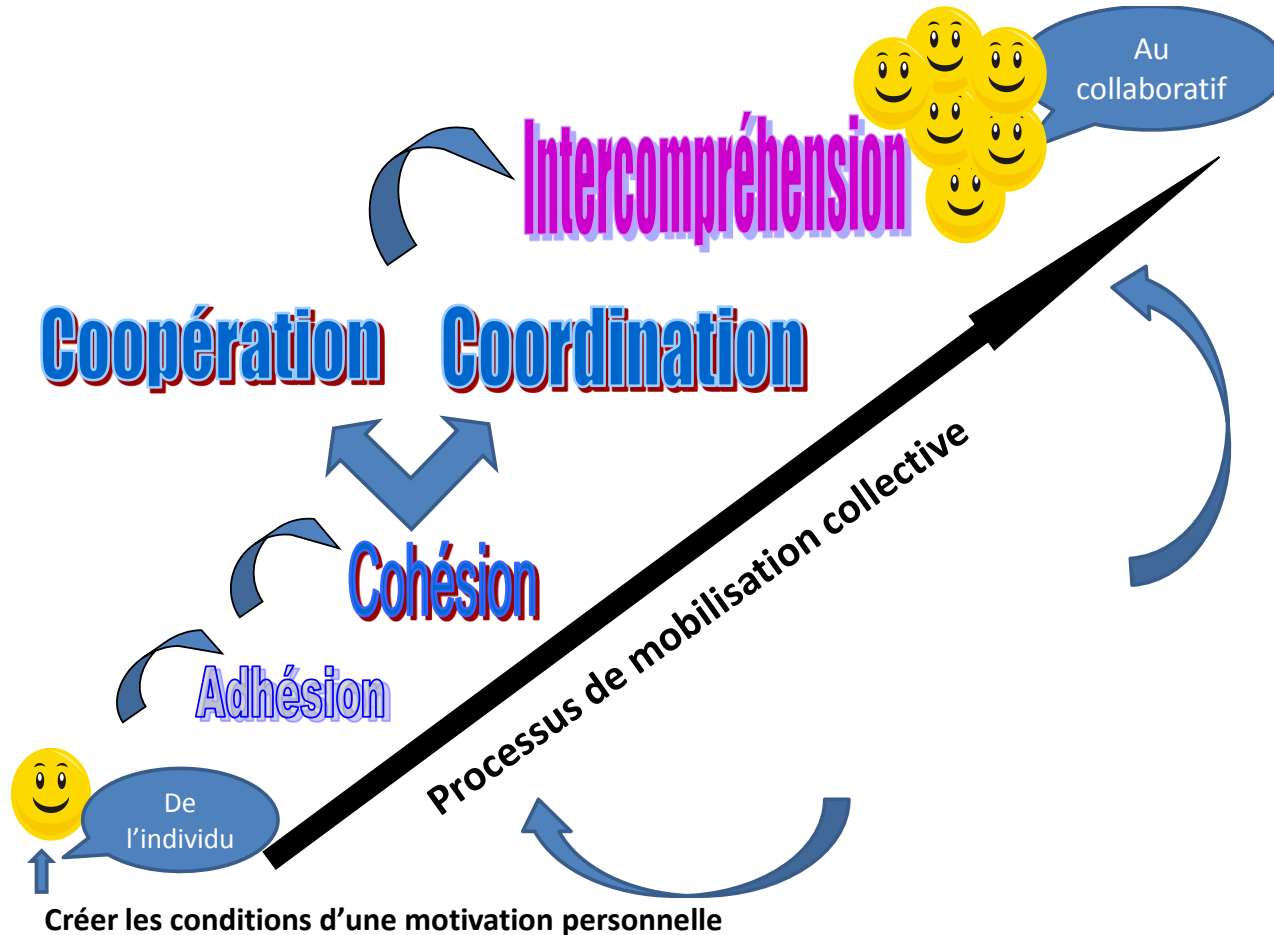 Au
collaboratif
Intercompréhension
Coopération
Coordination
Cohésion
Adhésion
Processus de mobilisation collective
De
l’individu
Créer les conditions d’une motivation personnelle